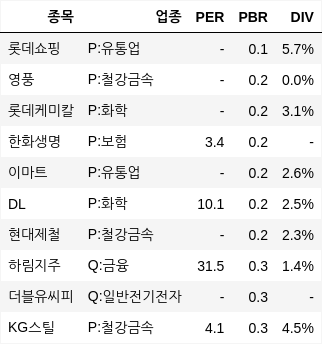 종목 업종 PER PBR DIV
롯데쇼핑 P:유통업 - 0.1 5.7%
영풍 P:철강금속 - 0.2 0.0%
롯데케미칼 P:화학 - 0.2 3.1%
한화생명 P:보험 3.4 0.2 -
이마트 P:유통업 - 0.2 2.6%
DL P:화학 10.1 0.2 2.5%
현대제철 P:철강금속 - 0.2 2.3%
하림지주 Q:금융 31.5 0.3 1.4%
더블유씨피 Q:일반전기전자 - 0.3 -
KG스틸 P:철강금속 4.1 0.3 4.5%